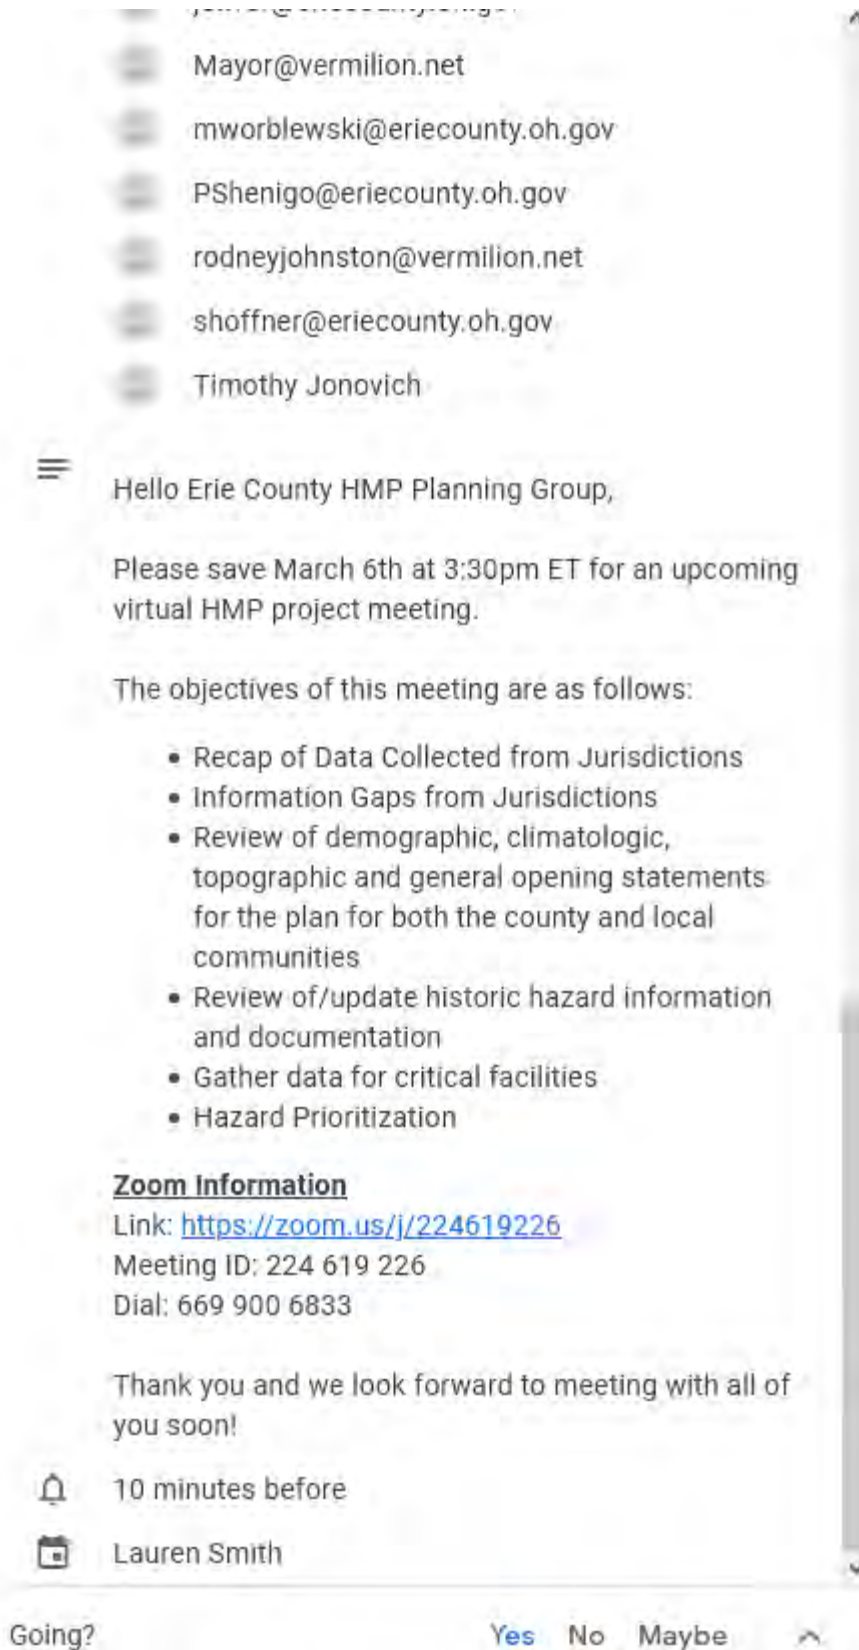 Mayor@vermilion.net
mworblewski@eriecounty.oh.gov
PShenigo@eriecounty.oh.gov
rodneyjohnston@vermilion.net
shoffner@eriecounty.oh.gov
Timothy Jonovich
Hello Erie County HMP Planning Group,
Please save March 6th at 3:30pm ET for an upcoming
virtual HMP project meeting.
The objectives of this meeting are as follows:
• Recap of Data Collected from Jurisdictions
• Information Gaps from Jurisdictions
• Review of demographic, climatologic,
topographic and general opening statements
for the plan for both the county and local
communities
• Review of/update historic hazard information
and documentation
• Gather data for critical facilities
• Hazard Prioritization
Zoom Information
Link: https://zoom.us/j/224619226
Meeting ID: 224 619 226
Dial: 669 900 6833
Thank you and we look forward to meeting with all of
you soon!
10 minutes before
Lauren Smith
Going? Yes No Maybe